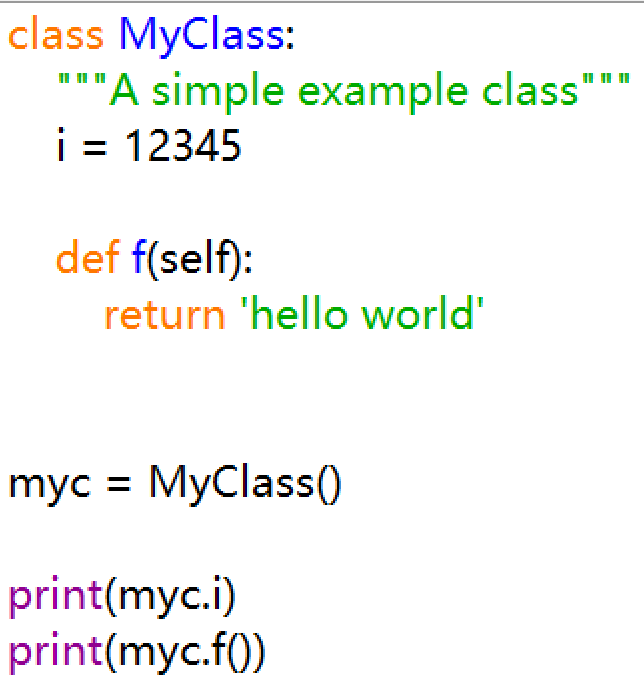 class MyClass:
    """A simple example class"""
    i = 12345
    def f(self):
        return 'hello world'
myc = MyClass()
print(myc.i)
print(myc.f())